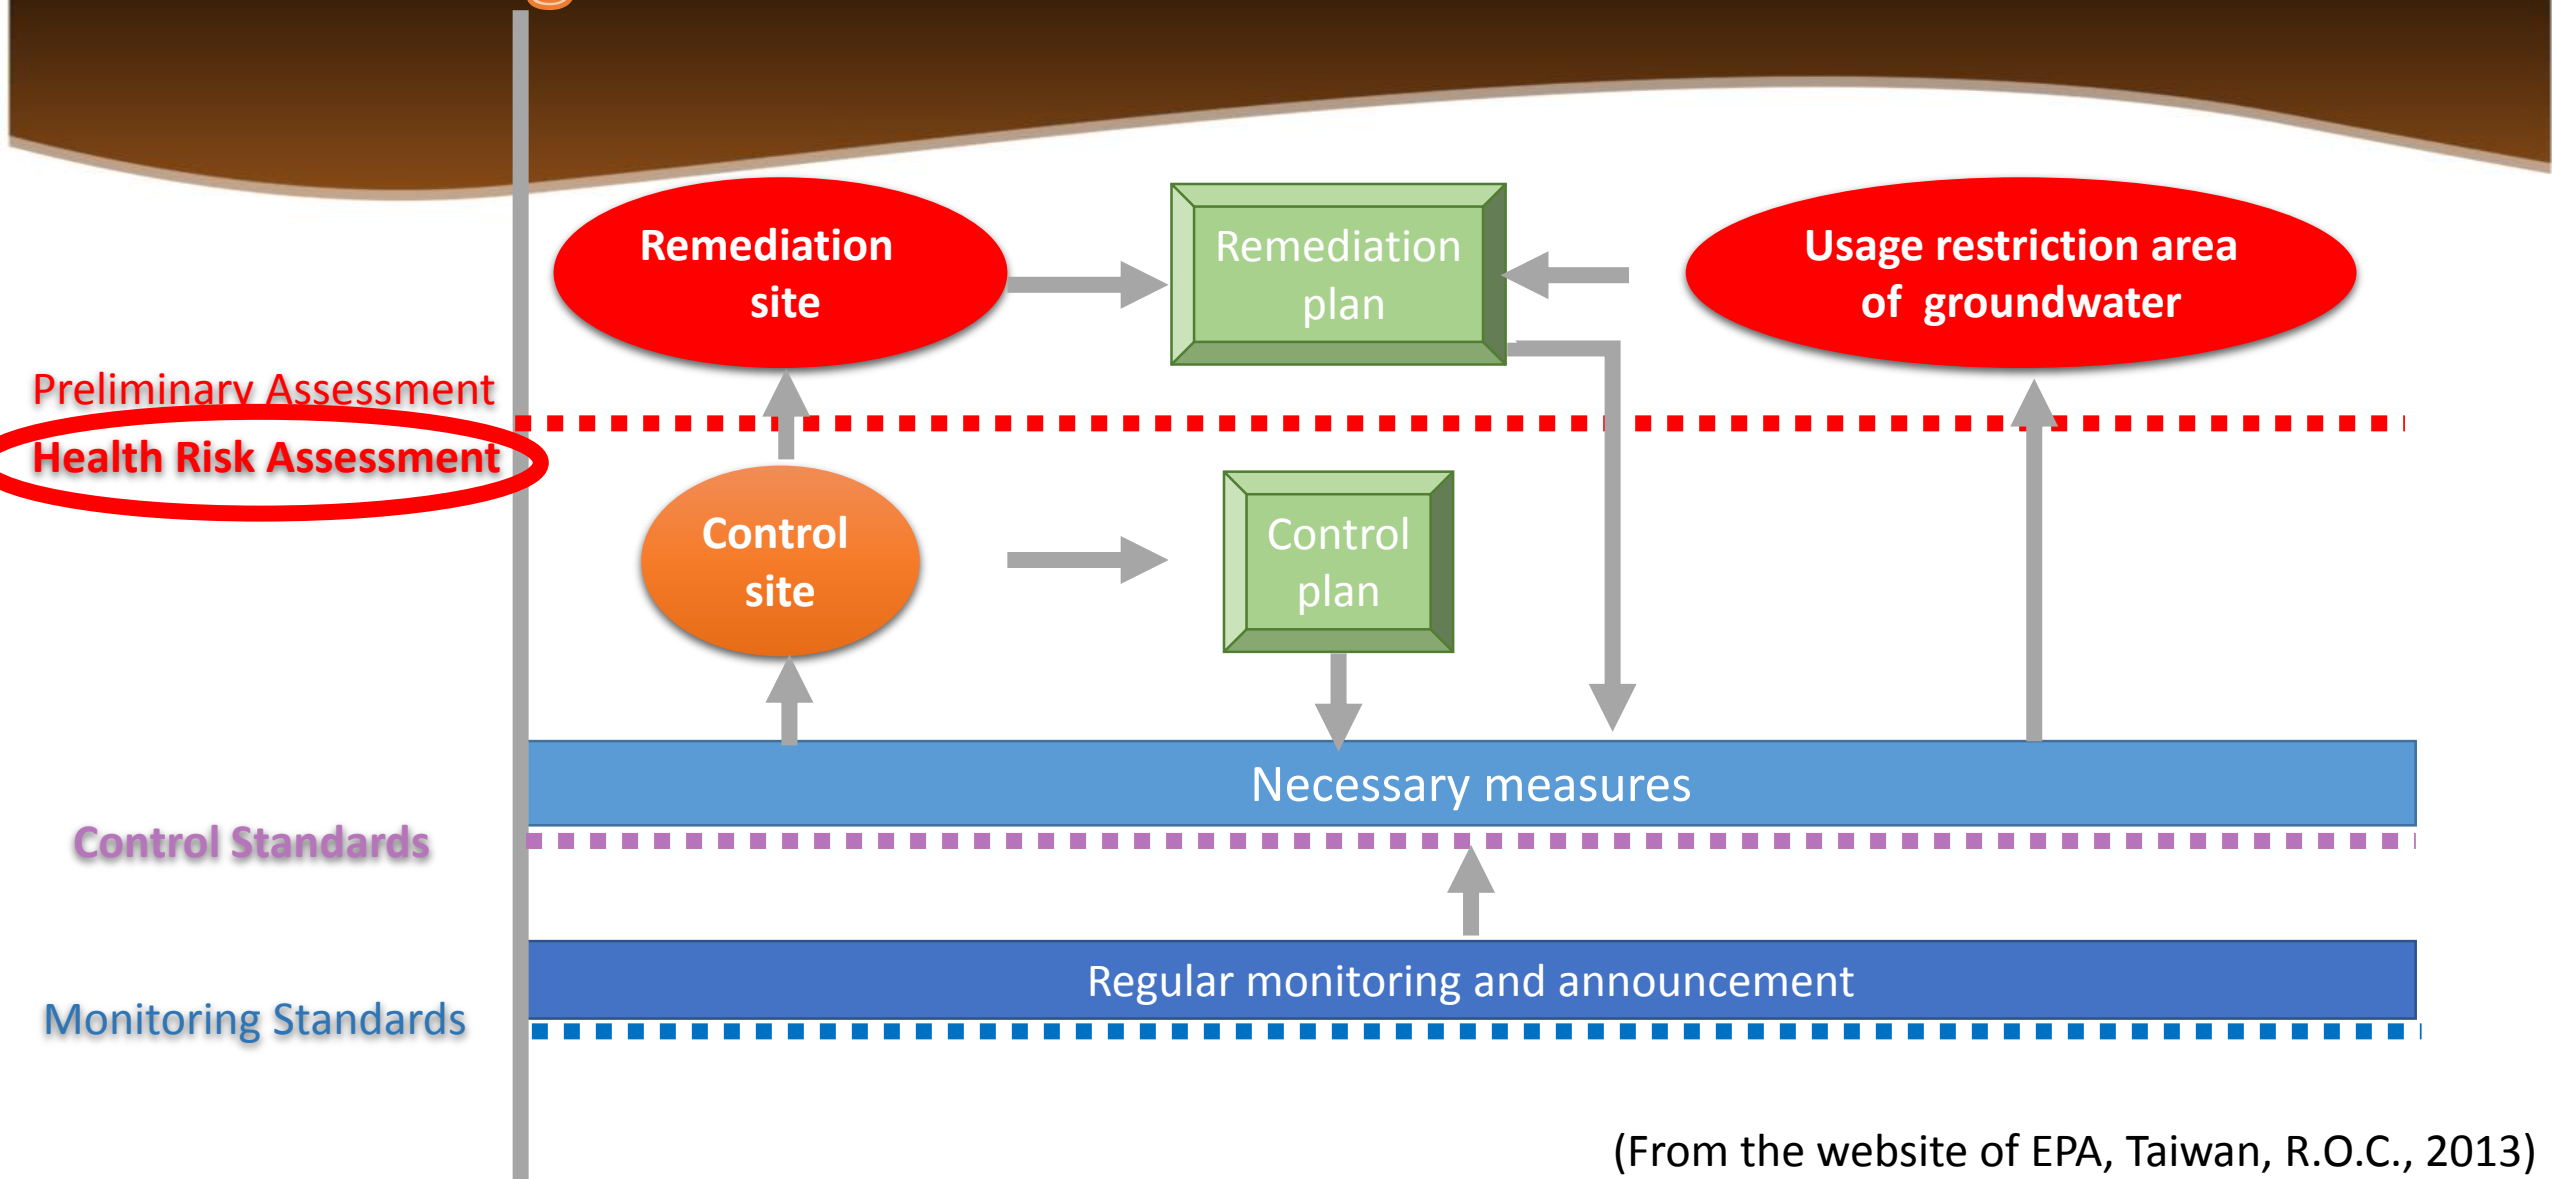 Remediation
site
Remediation
plan
Usage restriction area
of groundwater
Preliminary Assessment
Health Risk Assessment
Control
site
Control
plan
Necessary measures
Control Standards
Regular monitoring and announcement
Monitoring Standards
(From the website of EPA, Taiwan, R.O.C., 2013)